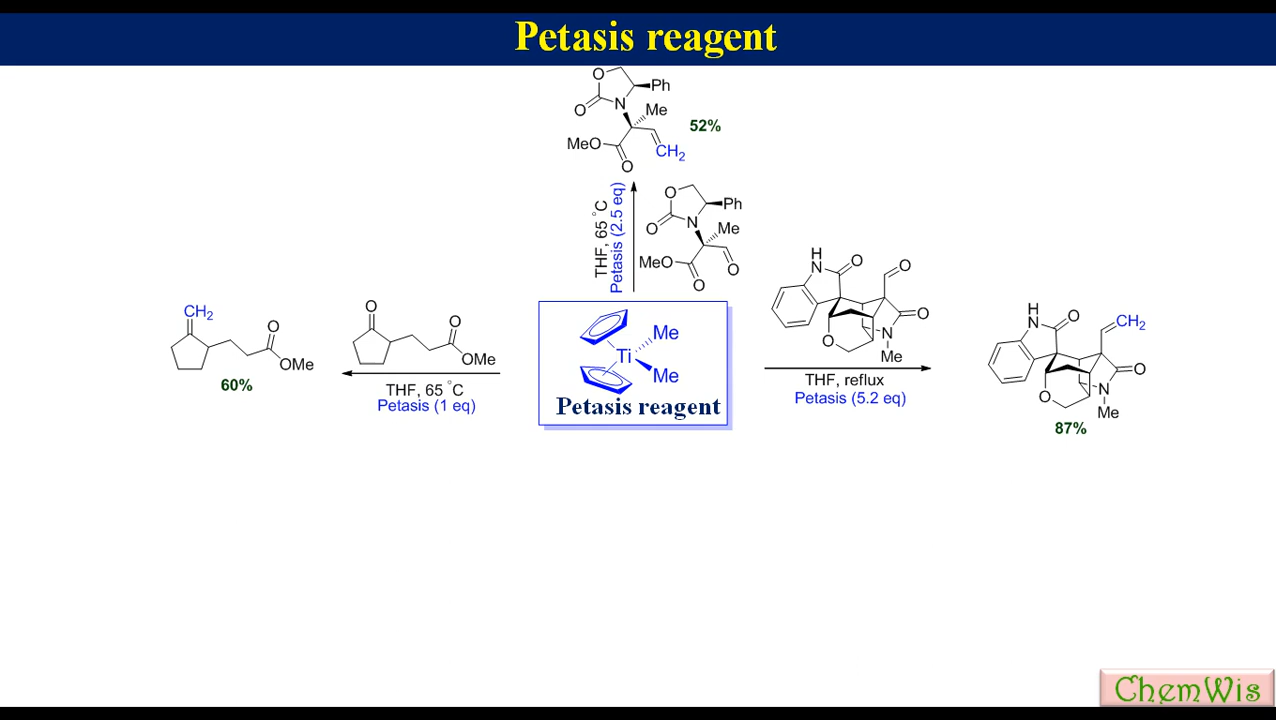 Petasis reagent
O
Ph
O
N
Me
52%
MeO
CH2
O
THF, 65 °C
Petasis (2.5 eq)
O
Ph
O
N
Me
MeO
O
O
CH2
O
OMe
60%
O
O
OMe
THF, 65 °C
Petasis (1 eq)
Ti
Me
Me
Petasis reagent
H
N
O
O
O
O
N
Me
THF, reflux
Petasis (5.2 eq)
H
N
O
CH2
O
O
N
Me
87%
ChemWis